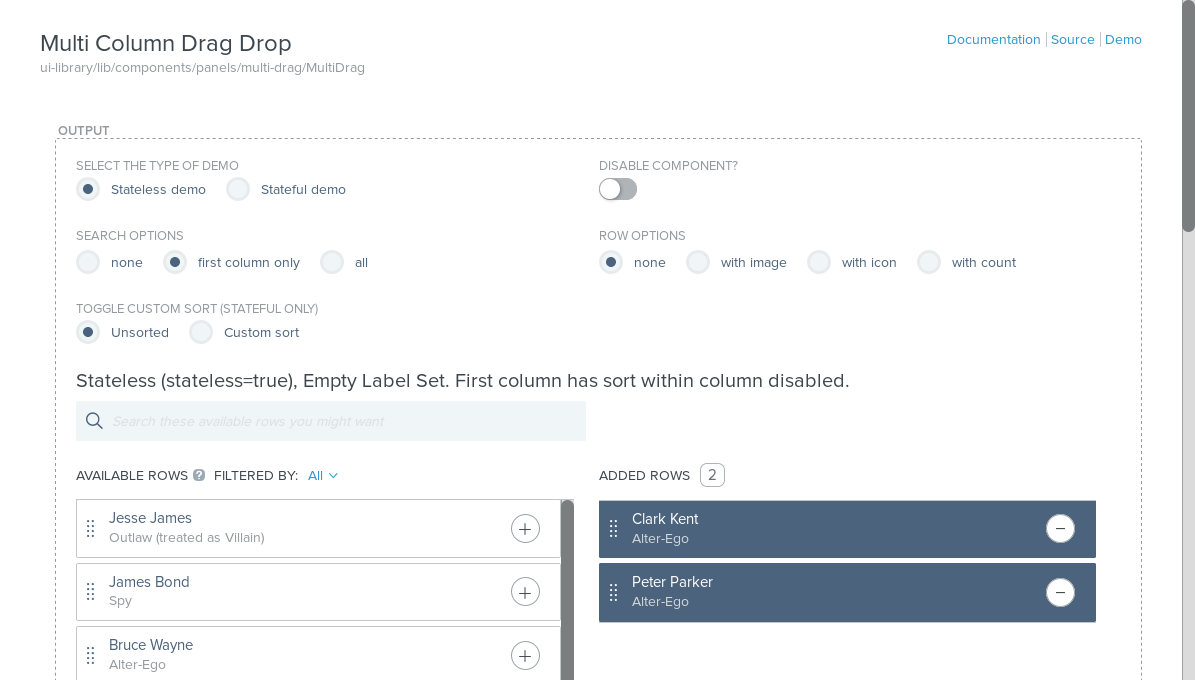 Multi Column Drag Drop
Documentation Source Demo
ui-library/lib/components/panels/multi-drag/MultiDrag
OUTPUT
SELECT THE TYPE OF DEMO
Stateless demo Stateful demo
DISABLE COMPONENT?
SEARCH OPTIONS
none first column only all
ROW OPTIONS
none with image with icon with count
TOGGLE CUSTOM SORT (STATEFUL ONLY)
Unsorted Custom sort
Stateless (stateless=true), Empty Label Set. First column has sort within column disabled.
Search these available rows you might want
AVAILABLE ROWS ? FILTERED BY: All
Jesse James
Outlaw (treated as Villain)
James Bond
Spy
Bruce Wayne
Alter-Ego
ADDED ROWS 2
Clark Kent
Alter-Ego
Peter Parker
Alter-Ego